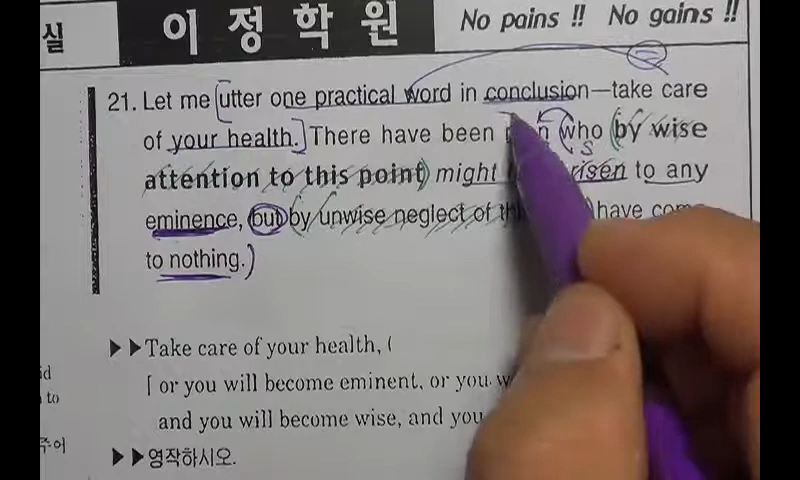 실
이 정 학 원
No pains !! No gains !!
21. Let me utter one practical word in conclusion—take care
of your health. There have been who by wise
attention to this point might risen to any
eminence, but by unwise neglect of have come
to nothing.
S
▶▶Take care of your health, (
id
[ or you will become eminent, or you
to
and you will become wise, and you
주어
▶▶영작하시오.